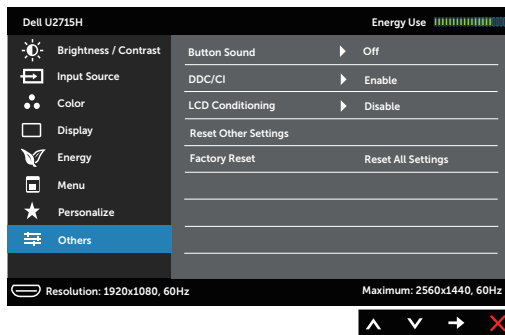 Dell U2715H Energy Use
Brightness / Contrast
Input Source
Color
Display
Energy
Menu
Personalize
Others
Button Sound Off
DDC/CI Enable
LCD Conditioning Disable
Reset Other Settings
Factory Reset Reset All Settings
Resolution: 1920x1080, 60Hz Maximum: 2560x1440, 60Hz